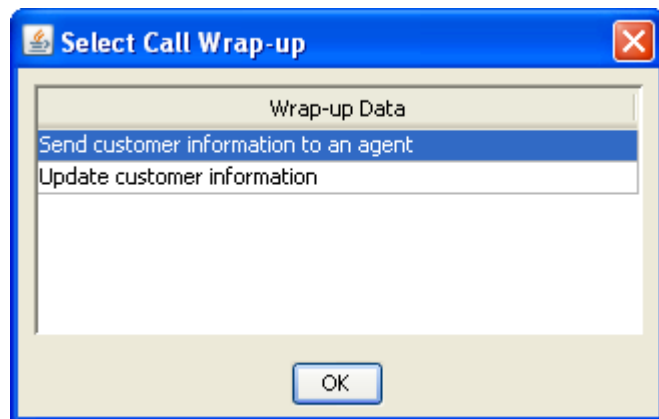 Select Call Wrap-up
Wrap-up Data
Send customer information to an agent
Update customer information
OK